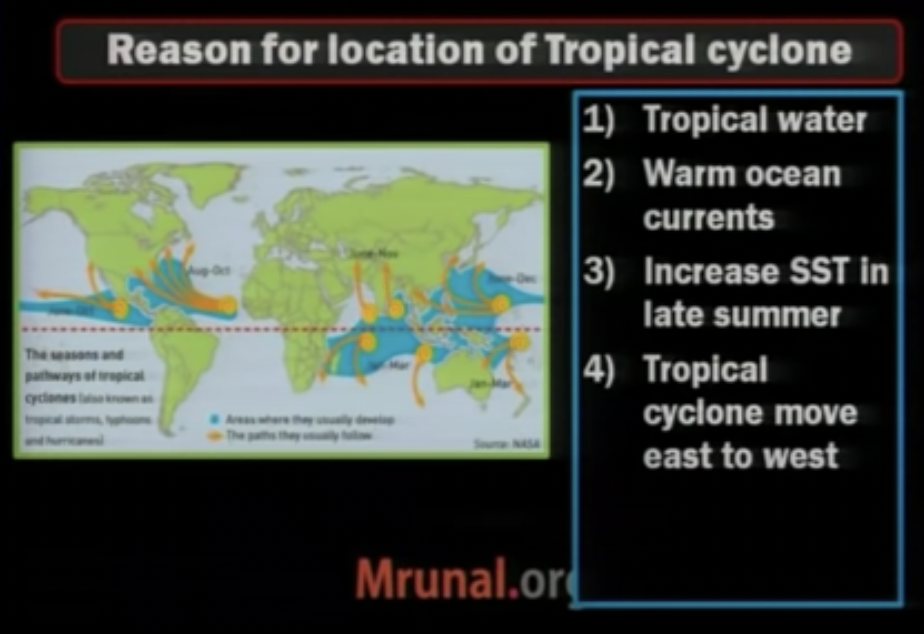 Reason for location of Tropical cyclone
1) Tropical water
2) Warm ocean
currents
3) Increase SST in
late summer
4) Tropical
cyclone move
east to west
Aug-Oct
June-Nov
June-Dec
June-Oct
Jan-Mar
Jan-Mar
The seasons and
pathways of tropical
cyclones (also known as
tropical storms, typhoons
and hurricanes)
Areas where they usually develop
The paths they usually follow
Source: NASA
Mrunal.org